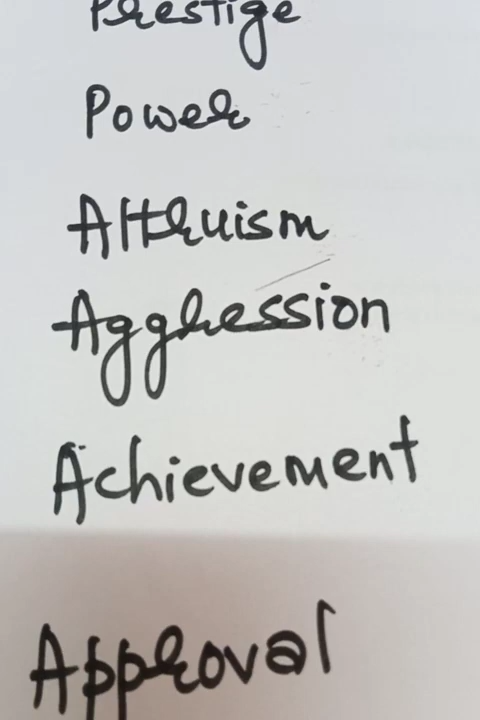 Prestige
Power
Altruism
Aggression
Achievement
Approval